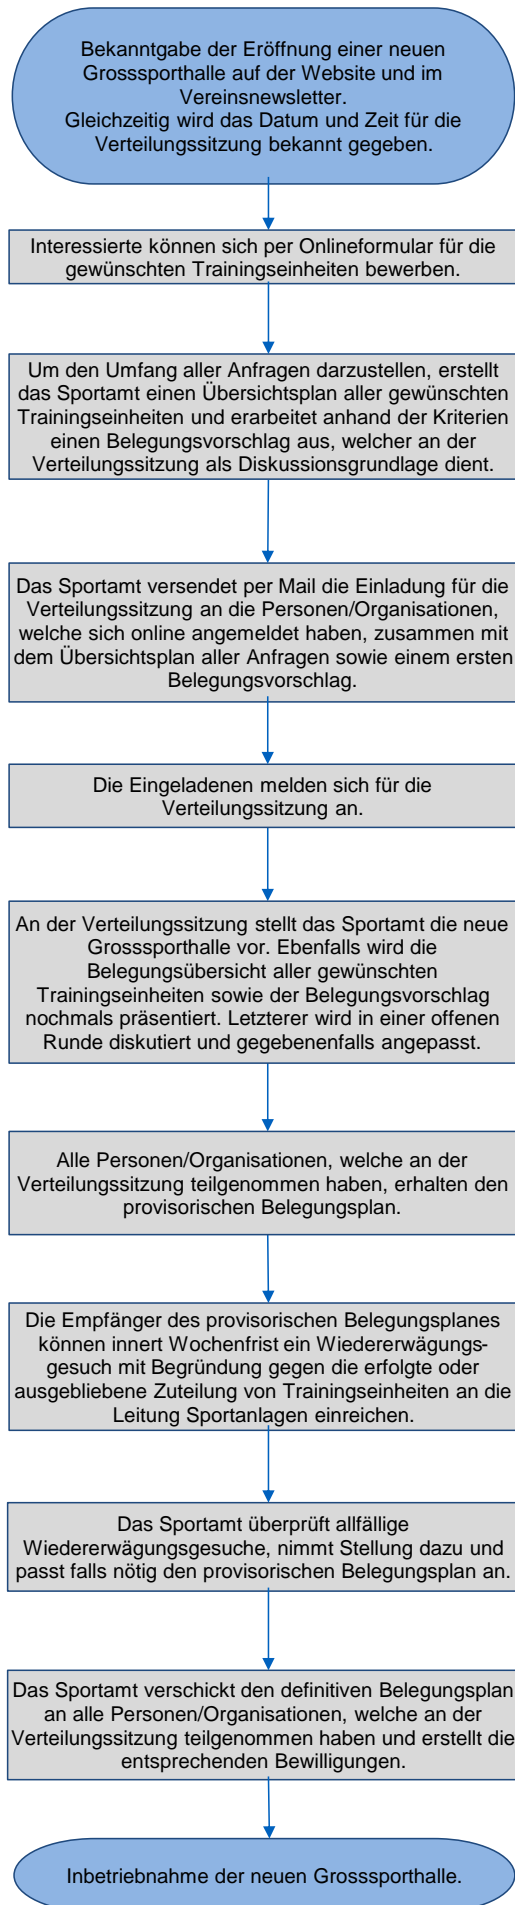 Bekanntgabe der Eröffnung einer neuen
Grosssporthalle auf der Website und im
Vereinsnewsletter.
Gleichzeitig wird das Datum und Zeit für die
Verteilungssitzung bekannt gegeben.
Interessierte können sich per Onlineformular für die
gewünschten Trainingseinheiten bewerben.
Um den Umfang aller Anfragen darzustellen, erstellt
das Sportamt einen Übersichtsplan aller gewünschten
Trainingseinheiten und erarbeitet anhand der Kriterien
einen Belegungsvorschlag aus, welcher an der
Verteilungssitzung als Diskussionsgrundlage dient.
Das Sportamt versendet per Mail die Einladung für die
Verteilungssitzung an die Personen/Organisationen,
welche sich online angemeldet haben, zusammen mit
dem Übersichtsplan aller Anfragen sowie einem ersten
Belegungsvorschlag.
Die Eingeladenen melden sich für die
Verteilungssitzung an.
An der Verteilungssitzung stellt das Sportamt die neue
Grosssporthalle vor. Ebenfalls wird die
Belegungsübersicht aller gewünschten
Trainingseinheiten sowie der Belegungsvorschlag
nochmals präsentiert. Letzterer wird in einer offenen
Runde diskutiert und gegebenenfalls angepasst.
Alle Personen/Organisationen, welche an der
Verteilungssitzung teilgenommen haben, erhalten den
provisorischen Belegungsplan.
Die Empfänger des provisorischen Belegungsplanes
können innert Wochenfrist ein Wiedererwägungs-
gesuch mit Begründung gegen die erfolgte oder
ausgebliebene Zuteilung von Trainingseinheiten an die
Leitung Sportanlagen einreichen.
Das Sportamt überprüft allfällige
Wiedererwägungsgesuche, nimmt Stellung dazu und
passt falls nötig den provisorischen Belegungsplan an.
Das Sportamt verschickt den definitiven Belegungsplan
an alle Personen/Organisationen, welche an der
Verteilungssitzung teilgenommen haben und erstellt die
entsprechenden Bewilligungen.
Inbetriebnahme der neuen Grosssporthalle.